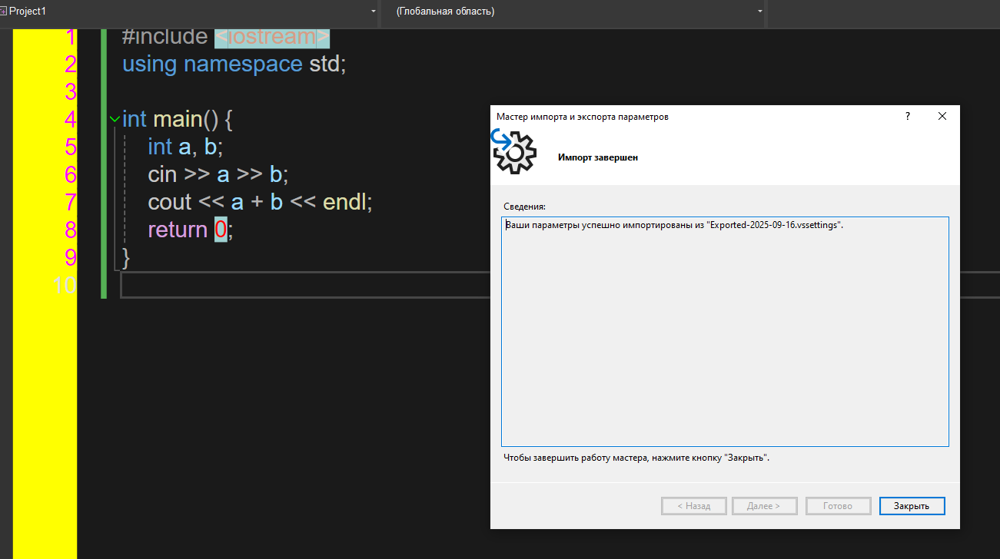 Project1
(Глобальная область)
1 #include <iostream>
2 using namespace std;
3
4 int main() {
5 int a, b;
6 cin >> a >> b;
7 cout << a + b << endl;
8 return 0;
9 }
10
Мастер импорта и экспорта параметров
?
Импорт завершен
Сведения:
Ваши параметры успешно импортированы из "Exported-2025-09-16.vssettings".
Чтобы завершить работу мастера, нажмите кнопку "Закрыть".
< Назад
Далее >
Готово
Закрыть